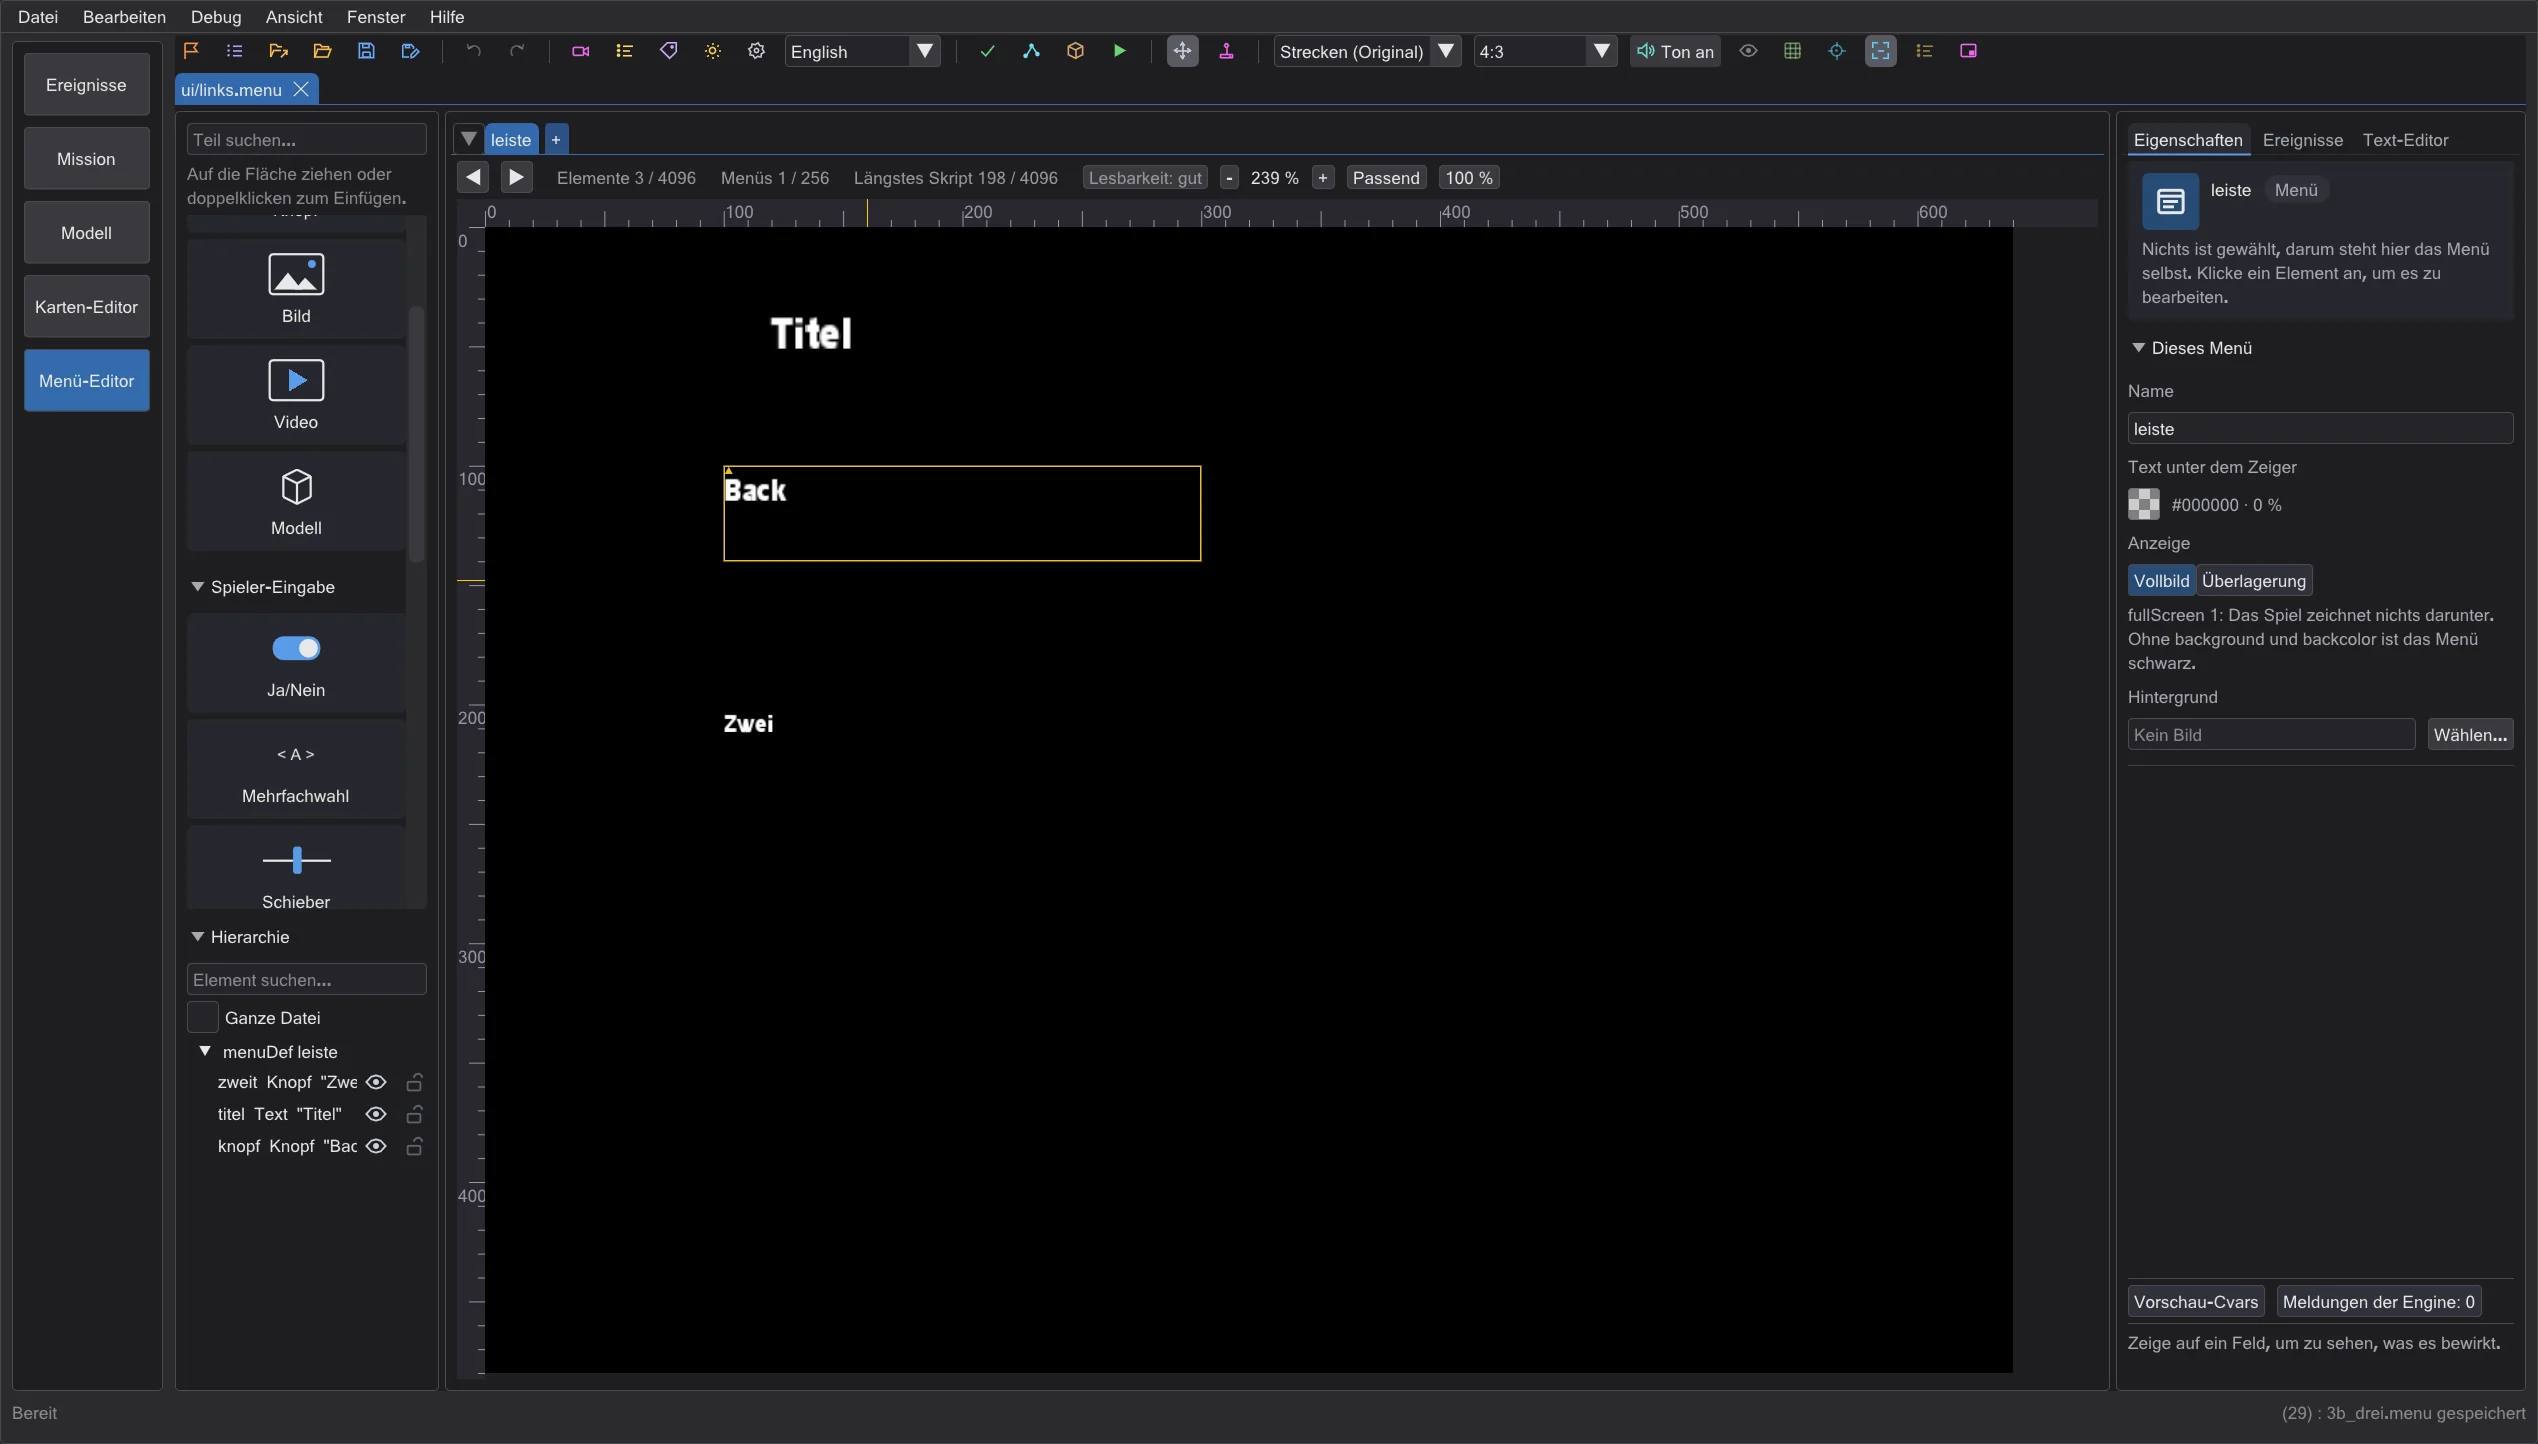 Datei Bearbeiten Debug Ansicht Fenster Hilfe
English
Strecken (Original)
4:3
Ton an
ui/links.menu
Ereignisse
Mission
Modell
Karten-Editor
Menü-Editor
Teil suchen...
Auf die Fläche ziehen oder
doppelklicken zum Einfügen.
Bild
Video
Modell
Spieler-Eingabe
Ja/Nein
< A >
Mehrfachwahl
Schieber
Hierarchie
Element suchen...
Ganze Datei
menuDef leiste
zweit Knopf "Zwe
titel Text "Titel"
knopf Knopf "Bac
leiste +
Elemente 3 / 4096 Menüs 1 / 256 Längstes Skript 198 / 4096 Lesbarkeit: gut - 239 % + Passend 100 %
0 100 200 300 400 500 600
0
100
200
300
400
Titel
Back
Zwei
Eigenschaften Ereignisse Text-Editor
leiste Menü
Nichts ist gewählt, darum steht hier das Menü
selbst. Klicke ein Element an, um es zu
bearbeiten.
Dieses Menü
Name
leiste
Text unter dem Zeiger
#000000 · 0 %
Anzeige
Vollbild Überlagerung
fullScreen 1: Das Spiel zeichnet nichts darunter.
Ohne background und backcolor ist das Menü
schwarz.
Hintergrund
Kein Bild Wählen...
Vorschau-Cvars Meldungen der Engine: 0
Zeige auf ein Feld, um zu sehen, was es bewirkt.
Bereit
(29) : 3b_drei.menu gespeichert